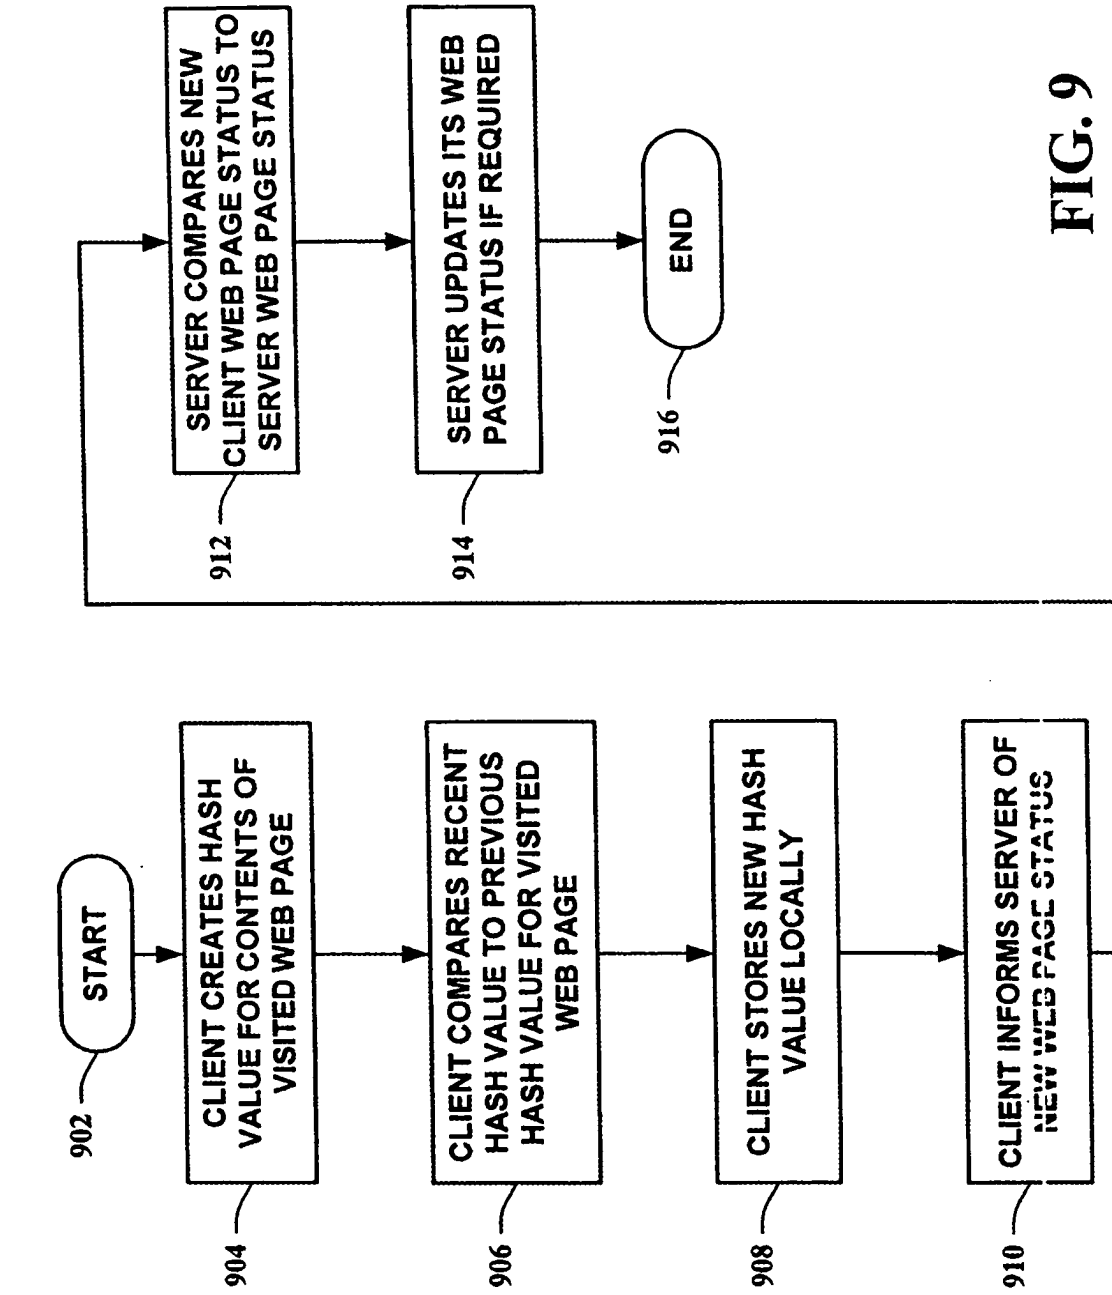 START
902
CLIENT CREATES HASH
VALUE FOR CONTENTS OF
VISITED WEB PAGE
904
CLIENT COMPARES RECENT
HASH VALUE TO PREVIOUS
HASH VALUE FOR VISITED
WEB PAGE
906
CLIENT STORES NEW HASH
VALUE LOCALLY
908
CLIENT INFORMS SERVER OF
NEW WEB PAGE STATUS
910
SERVER COMPARES NEW
CLIENT WEB PAGE STATUS TO
SERVER WEB PAGE STATUS
912
SERVER UPDATES ITS WEB
PAGE STATUS IF REQUIRED
914
END
916
FIG. 9